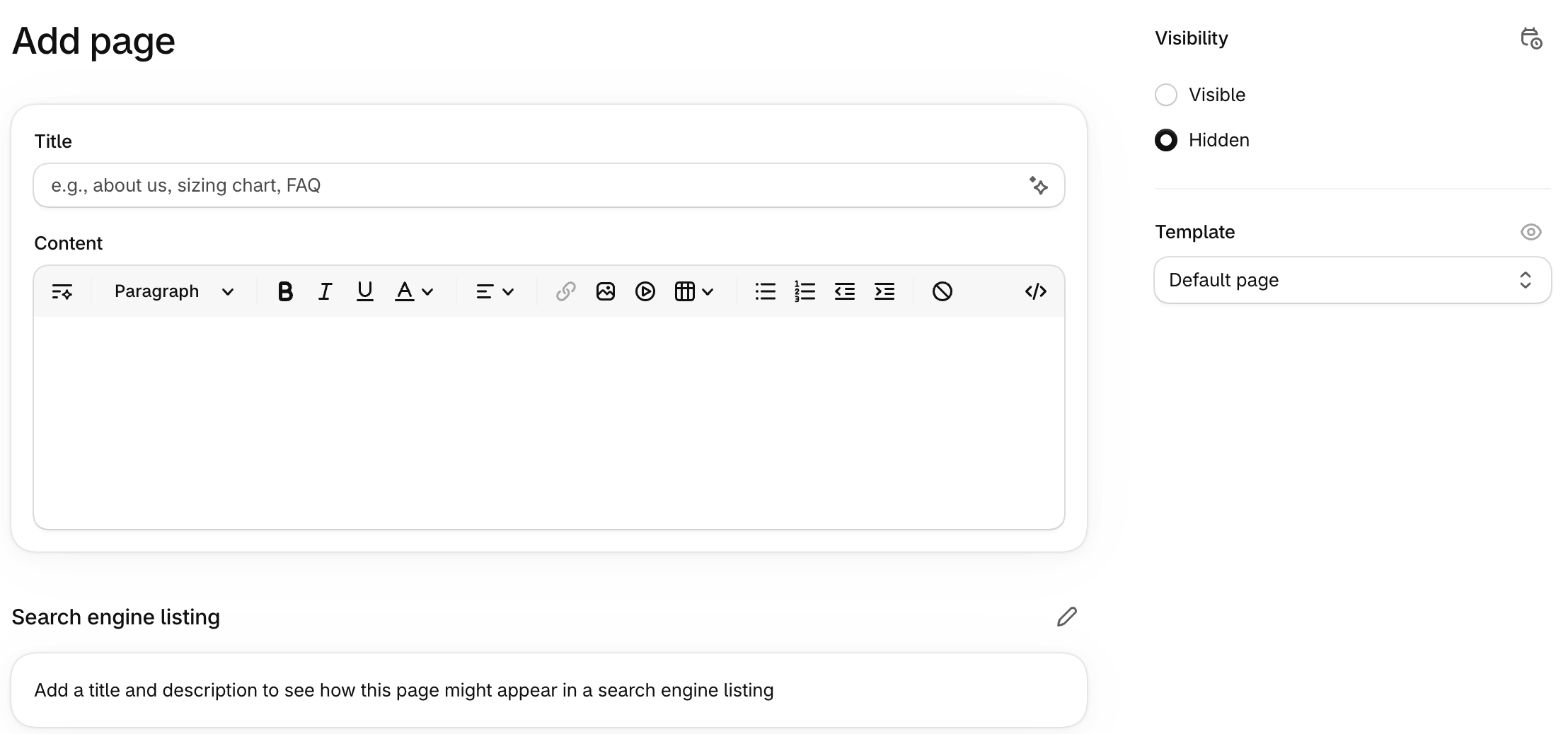 Add page
Title
e.g., about us, sizing chart, FAQ
Content
Paragraph
Search engine listing
Add a title and description to see how this page might appear in a search engine listing
Visibility
Visible
Hidden
Template
Default page